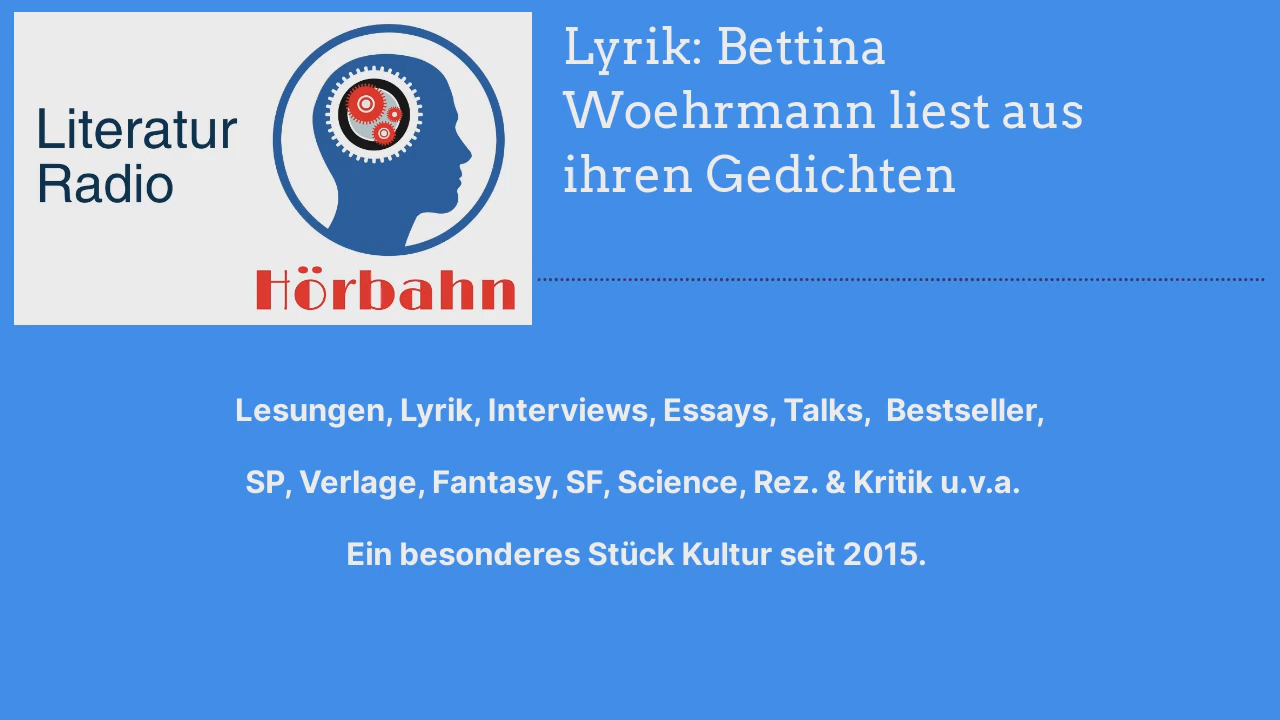 Literatur
Radio
Hörbahn
Lyrik: Bettina
Woehrmann liest aus
ihren Gedichten
Lesungen, Lyrik, Interviews, Essays, Talks,  Bestseller,
SP, Verlage, Fantasy, SF, Science, Rez. & Kritik u.v.a.
Ein besonderes Stück Kultur seit 2015.